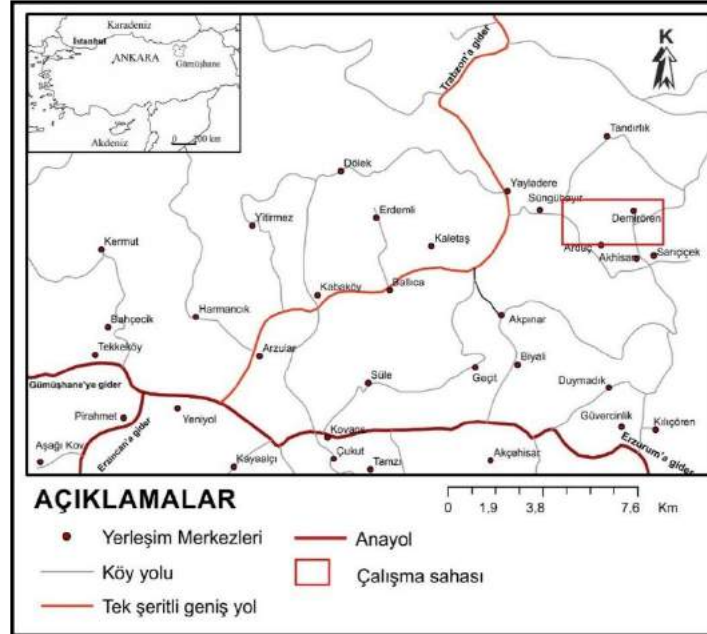 Karadeniz
İstanbul
ANKARA
Gümüşhane
Akdeniz
0 200 km
Trabzon'a gider
K
Tandırlık
Dölek
Yayladere
Süngübayır
Demirören
Erdemli
Yitirmez
Kaletaş
Kermut
Arduç
Akhisar
Sarıçiçek
Kabaköy
Ballıca
Harmancık
Akpınar
Bahçecik
Tekkeköy
Arzular
Biyali
Geçit
Süle
Duymadık
Gümüşhane'ye gider
Pirahmet
Yeniyol
Güvercinlik
Kılıçören
Erzincan'a gider
Kovans
Erzurum'a gider
Aşağı Kov
Kayaalçı
Çukut
Tamzı
Akçahisar
AÇIKLAMALAR
0 1,9 3,8 7,6 Km
Yerleşim Merkezleri
Anayol
Köy yolu
Çalışma sahası
Tek şeritli geniş yol